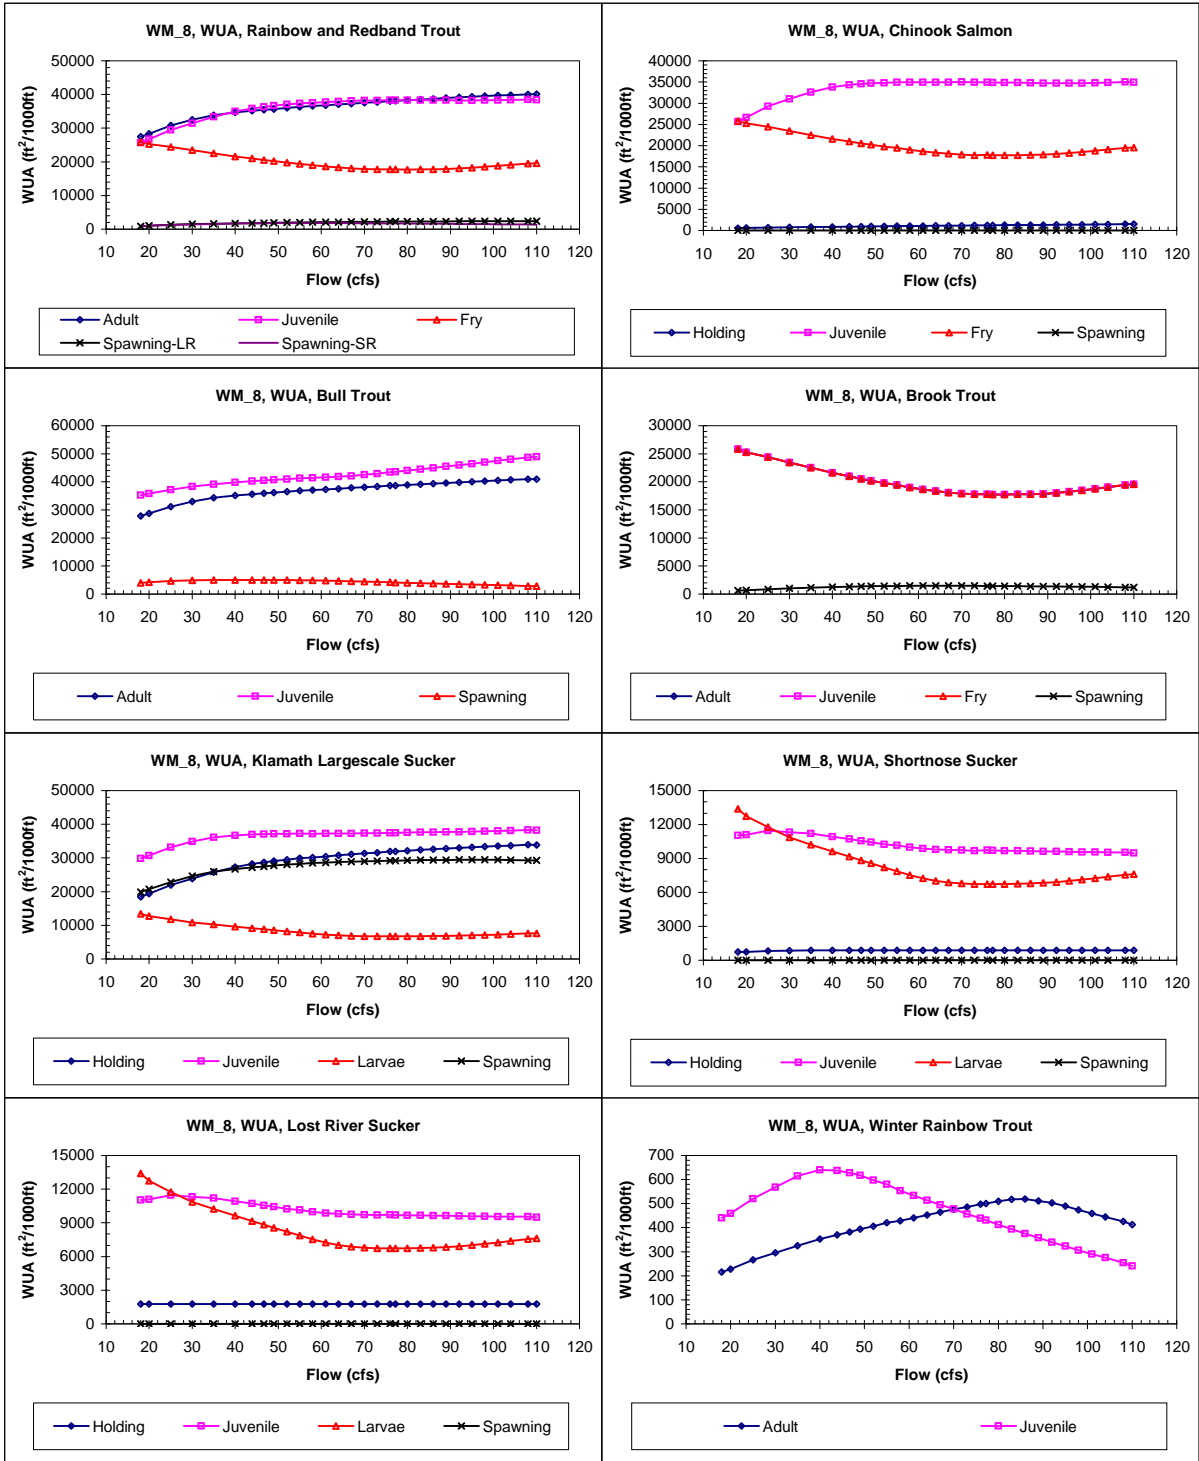 WM_8, WUA, Rainbow and Redband Trout
WUA (ft²/1000ft)
50000
40000
30000
20000
10000
0
10 20 30 40 50 60 70 80 90 100 110 120
Flow (cfs)
Adult Juvenile Fry
Spawning-LR Spawning-SR
WM_8, WUA, Chinook Salmon
WUA (ft²/1000ft)
40000
35000
30000
25000
20000
15000
10000
5000
0
10 20 30 40 50 60 70 80 90 100 110 120
Flow (cfs)
Holding Juvenile Fry Spawning
WM_8, WUA, Bull Trout
WUA (ft²/1000ft)
60000
50000
40000
30000
20000
10000
0
10 20 30 40 50 60 70 80 90 100 110 120
Flow (cfs)
Adult Juvenile Spawning
WM_8, WUA, Brook Trout
WUA (ft²/1000ft)
30000
25000
20000
15000
10000
5000
0
10 20 30 40 50 60 70 80 90 100 110 120
Flow (cfs)
Adult Juvenile Fry Spawning
WM_8, WUA, Klamath Largescale Sucker
WUA (ft²/1000ft)
50000
40000
30000
20000
10000
0
10 20 30 40 50 60 70 80 90 100 110 120
Flow (cfs)
Holding Juvenile Larvae Spawning
WM_8, WUA, Shortnose Sucker
WUA (ft²/1000ft)
15000
12000
9000
6000
3000
0
10 20 30 40 50 60 70 80 90 100 110 120
Flow (cfs)
Holding Juvenile Larvae Spawning
WM_8, WUA, Lost River Sucker
WUA (ft²/1000ft)
15000
12000
9000
6000
3000
0
10 20 30 40 50 60 70 80 90 100 110 120
Flow (cfs)
Holding Juvenile Larvae Spawning
WM_8, WUA, Winter Rainbow Trout
WUA (ft²/1000ft)
700
600
500
400
300
200
100
0
10 20 30 40 50 60 70 80 90 100 110 120
Flow (cfs)
Adult Juvenile